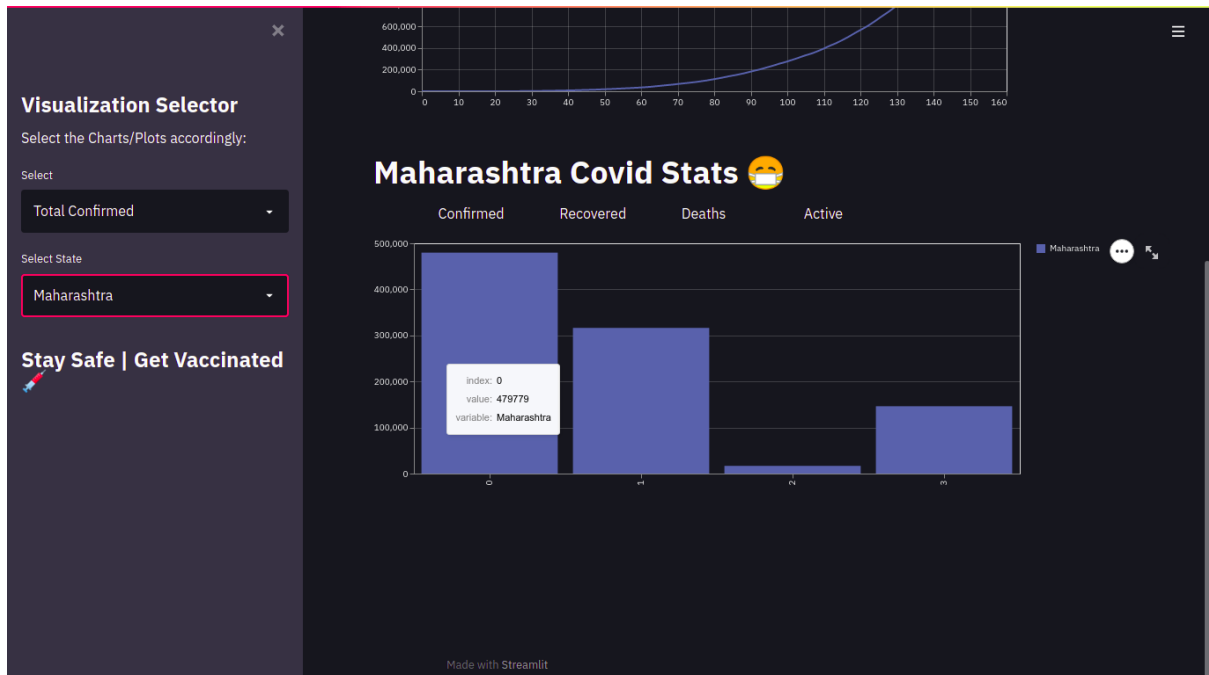 ×
Visualization Selector
Select the Charts/Plots accordingly:
Select
Total Confirmed
Select State
Maharashtra
Stay Safe | Get Vaccinated
600,000
400,000
200,000
0
0 10 20 30 40 50 60 70 80 90 100 110 120 130 140 150 160
Maharashtra Covid Stats
Confirmed Recovered Deaths Active
500,000
400,000
300,000
200,000
100,000
0
0 1 2 3
Maharashtra
index: 0
value: 479779
variable: Maharashtra
Made with Streamlit